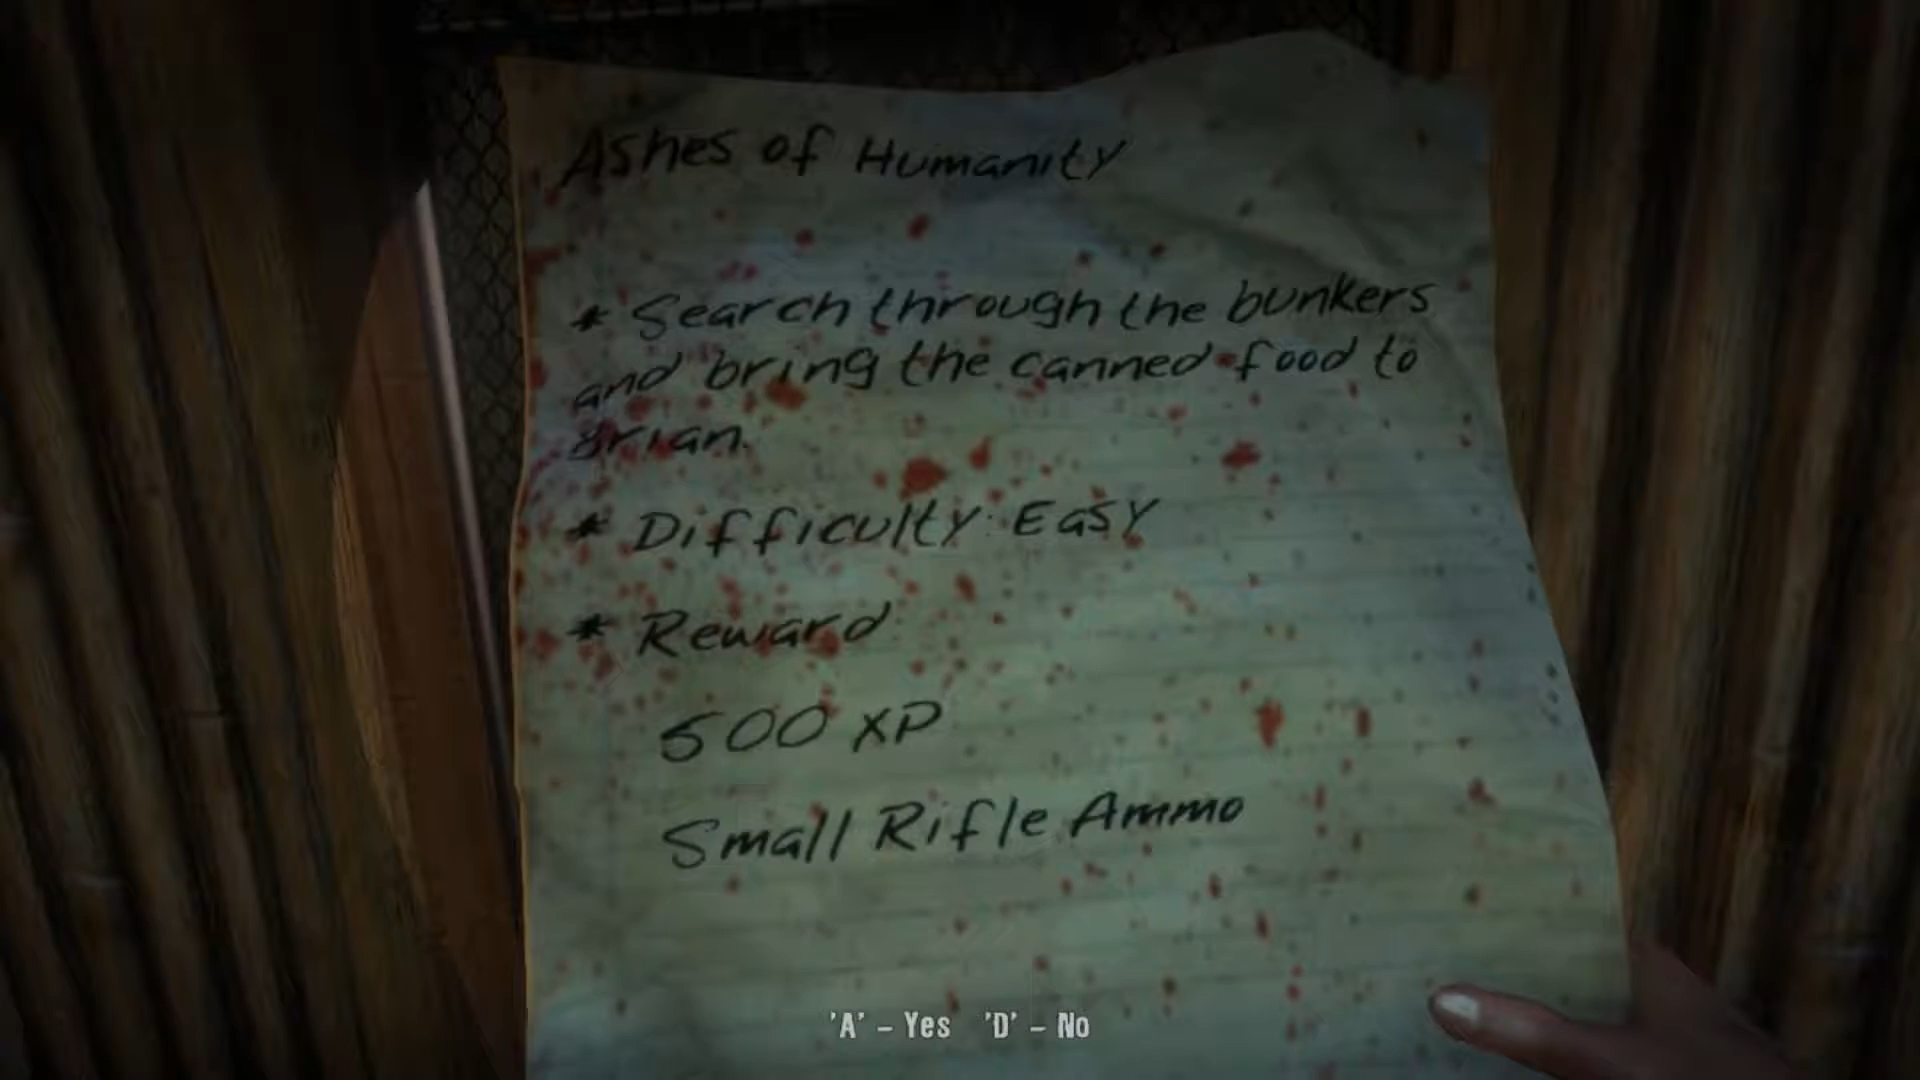 Ashes of Humanity
* Search through the bunkers
and bring the canned food to
Brian.
* Difficulty: Easy
* Reward
500 XP
Small Rifle Ammo
'A' - Yes 'D' - No